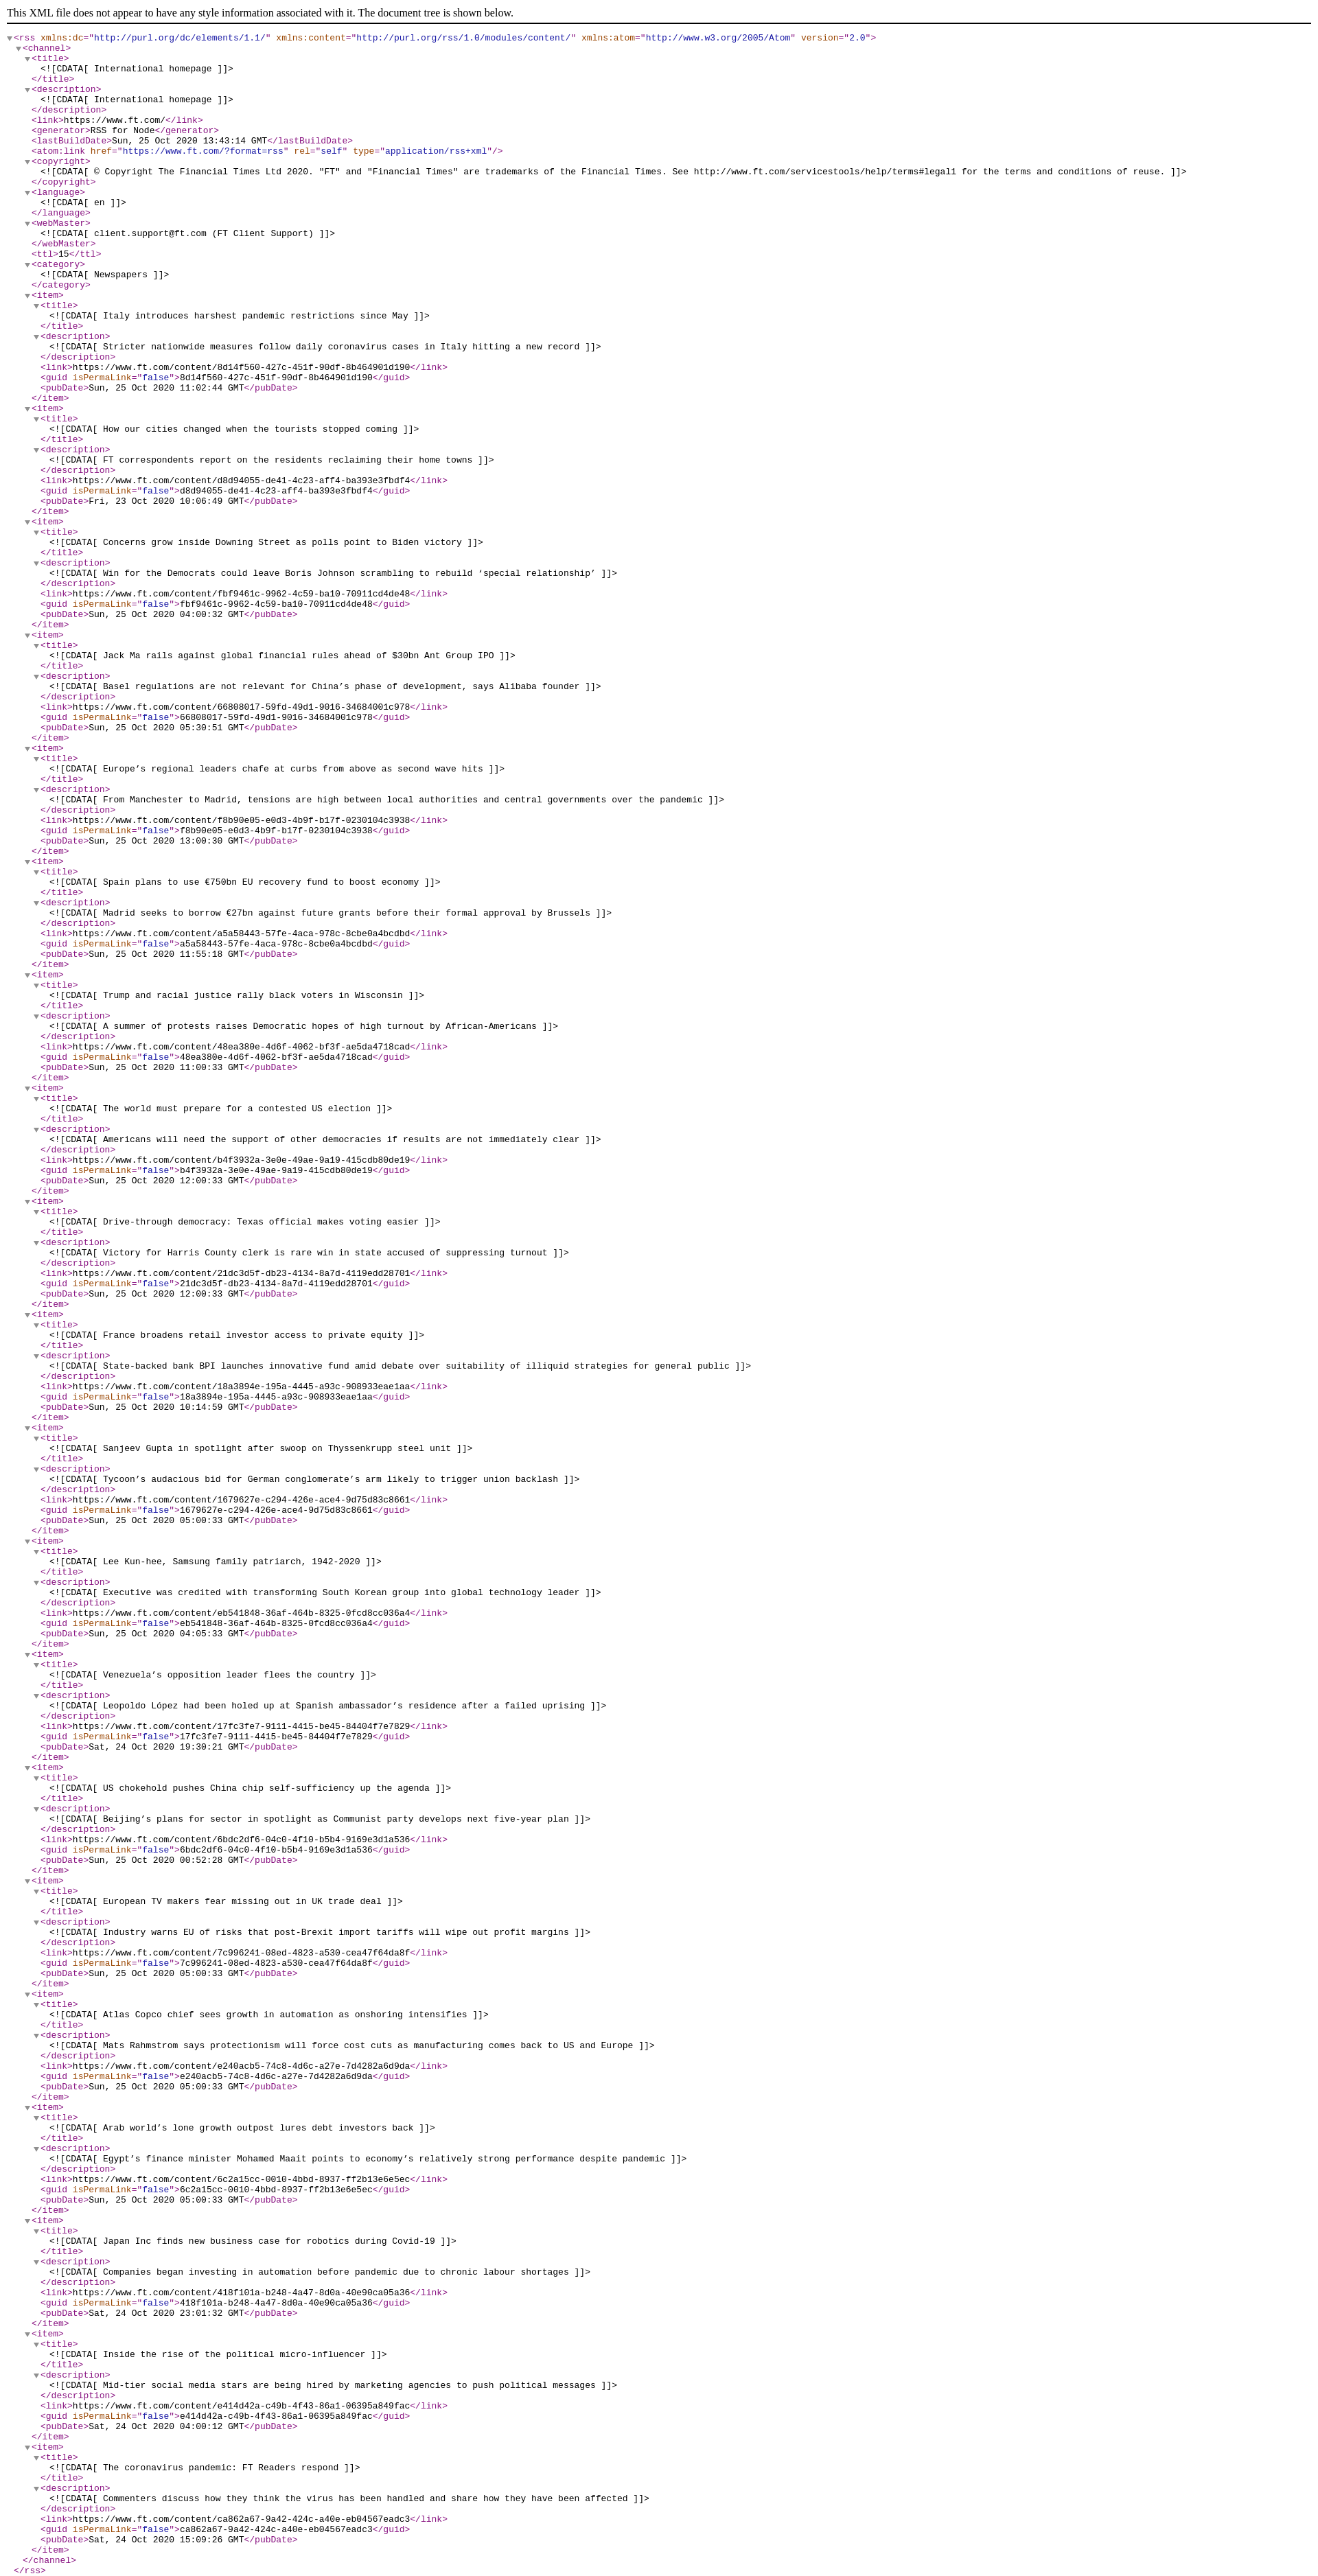 This XML file does not appear to have any style information associated with it. The document tree is shown below.
<rss xmlns:dc="http://purl.org/dc/elements/1.1/" xmlns:content="http://purl.org/rss/1.0/modules/content/" xmlns:atom="http://www.w3.org/2005/Atom" version="2.0">
<channel>
<title>
<![CDATA[ International homepage ]]>
</title>
<description>
<![CDATA[ International homepage ]]>
</description>
<link>https://www.ft.com/</link>
<generator>RSS for Node</generator>
<lastBuildDate>Sun, 25 Oct 2020 13:43:14 GMT</lastBuildDate>
<atom:link href="https://www.ft.com/?format=rss" rel="self" type="application/rss+xml"/>
<copyright>
<![CDATA[ © Copyright The Financial Times Ltd 2020. "FT" and "Financial Times" are trademarks of the Financial Times. See http://www.ft.com/servicestools/help/terms#legal1 for the terms and conditions of reuse. ]]>
</copyright>
<language>
<![CDATA[ en ]]>
</language>
<webMaster>
<![CDATA[ client.support@ft.com (FT Client Support) ]]>
</webMaster>
<ttl>15</ttl>
<category>
<![CDATA[ Newspapers ]]>
</category>
<item>
<title>
<![CDATA[ Italy introduces harshest pandemic restrictions since May ]]>
</title>
<description>
<![CDATA[ Stricter nationwide measures follow daily coronavirus cases in Italy hitting a new record ]]>
</description>
<link>https://www.ft.com/content/8d14f560-427c-451f-90df-8b464901d190</link>
<guid isPermaLink="false">8d14f560-427c-451f-90df-8b464901d190</guid>
<pubDate>Sun, 25 Oct 2020 11:02:44 GMT</pubDate>
</item>
<item>
<title>
<![CDATA[ How our cities changed when the tourists stopped coming ]]>
</title>
<description>
<![CDATA[ FT correspondents report on the residents reclaiming their home towns ]]>
</description>
<link>https://www.ft.com/content/d8d94055-de41-4c23-aff4-ba393e3fbdf4</link>
<guid isPermaLink="false">d8d94055-de41-4c23-aff4-ba393e3fbdf4</guid>
<pubDate>Fri, 23 Oct 2020 10:06:49 GMT</pubDate>
</item>
<item>
<title>
<![CDATA[ Concerns grow inside Downing Street as polls point to Biden victory ]]>
</title>
<description>
<![CDATA[ Win for the Democrats could leave Boris Johnson scrambling to rebuild ‘special relationship’ ]]>
</description>
<link>https://www.ft.com/content/fbf9461c-9962-4c59-ba10-70911cd4de48</link>
<guid isPermaLink="false">fbf9461c-9962-4c59-ba10-70911cd4de48</guid>
<pubDate>Sun, 25 Oct 2020 04:00:32 GMT</pubDate>
</item>
<item>
<title>
<![CDATA[ Jack Ma rails against global financial rules ahead of $30bn Ant Group IPO ]]>
</title>
<description>
<![CDATA[ Basel regulations are not relevant for China’s phase of development, says Alibaba founder ]]>
</description>
<link>https://www.ft.com/content/66808017-59fd-49d1-9016-34684001c978</link>
<guid isPermaLink="false">66808017-59fd-49d1-9016-34684001c978</guid>
<pubDate>Sun, 25 Oct 2020 05:30:51 GMT</pubDate>
</item>
<item>
<title>
<![CDATA[ Europe’s regional leaders chafe at curbs from above as second wave hits ]]>
</title>
<description>
<![CDATA[ From Manchester to Madrid, tensions are high between local authorities and central governments over the pandemic ]]>
</description>
<link>https://www.ft.com/content/f8b90e05-e0d3-4b9f-b17f-0230104c3938</link>
<guid isPermaLink="false">f8b90e05-e0d3-4b9f-b17f-0230104c3938</guid>
<pubDate>Sun, 25 Oct 2020 13:00:30 GMT</pubDate>
</item>
<item>
<title>
<![CDATA[ Spain plans to use €750bn EU recovery fund to boost economy ]]>
</title>
<description>
<![CDATA[ Madrid seeks to borrow €27bn against future grants before their formal approval by Brussels ]]>
</description>
<link>https://www.ft.com/content/a5a58443-57fe-4aca-978c-8cbe0a4bcdbd</link>
<guid isPermaLink="false">a5a58443-57fe-4aca-978c-8cbe0a4bcdbd</guid>
<pubDate>Sun, 25 Oct 2020 11:55:18 GMT</pubDate>
</item>
<item>
<title>
<![CDATA[ Trump and racial justice rally black voters in Wisconsin ]]>
</title>
<description>
<![CDATA[ A summer of protests raises Democratic hopes of high turnout by African-Americans ]]>
</description>
<link>https://www.ft.com/content/48ea380e-4d6f-4062-bf3f-ae5da4718cad</link>
<guid isPermaLink="false">48ea380e-4d6f-4062-bf3f-ae5da4718cad</guid>
<pubDate>Sun, 25 Oct 2020 11:00:33 GMT</pubDate>
</item>
<item>
<title>
<![CDATA[ The world must prepare for a contested US election ]]>
</title>
<description>
<![CDATA[ Americans will need the support of other democracies if results are not immediately clear ]]>
</description>
<link>https://www.ft.com/content/b4f3932a-3e0e-49ae-9a19-415cdb80de19</link>
<guid isPermaLink="false">b4f3932a-3e0e-49ae-9a19-415cdb80de19</guid>
<pubDate>Sun, 25 Oct 2020 12:00:33 GMT</pubDate>
</item>
<item>
<title>
<![CDATA[ Drive-through democracy: Texas official makes voting easier ]]>
</title>
<description>
<![CDATA[ Victory for Harris County clerk is rare win in state accused of suppressing turnout ]]>
</description>
<link>https://www.ft.com/content/21dc3d5f-db23-4134-8a7d-4119edd28701</link>
<guid isPermaLink="false">21dc3d5f-db23-4134-8a7d-4119edd28701</guid>
<pubDate>Sun, 25 Oct 2020 12:00:33 GMT</pubDate>
</item>
<item>
<title>
<![CDATA[ France broadens retail investor access to private equity ]]>
</title>
<description>
<![CDATA[ State-backed bank BPI launches innovative fund amid debate over suitability of illiquid strategies for general public ]]>
</description>
<link>https://www.ft.com/content/18a3894e-195a-4445-a93c-908933eae1aa</link>
<guid isPermaLink="false">18a3894e-195a-4445-a93c-908933eae1aa</guid>
<pubDate>Sun, 25 Oct 2020 10:14:59 GMT</pubDate>
</item>
<item>
<title>
<![CDATA[ Sanjeev Gupta in spotlight after swoop on Thyssenkrupp steel unit ]]>
</title>
<description>
<![CDATA[ Tycoon’s audacious bid for German conglomerate’s arm likely to trigger union backlash ]]>
</description>
<link>https://www.ft.com/content/1679627e-c294-426e-ace4-9d75d83c8661</link>
<guid isPermaLink="false">1679627e-c294-426e-ace4-9d75d83c8661</guid>
<pubDate>Sun, 25 Oct 2020 05:00:33 GMT</pubDate>
</item>
<item>
<title>
<![CDATA[ Lee Kun-hee, Samsung family patriarch, 1942-2020 ]]>
</title>
<description>
<![CDATA[ Executive was credited with transforming South Korean group into global technology leader ]]>
</description>
<link>https://www.ft.com/content/eb541848-36af-464b-8325-0fcd8cc036a4</link>
<guid isPermaLink="false">eb541848-36af-464b-8325-0fcd8cc036a4</guid>
<pubDate>Sun, 25 Oct 2020 04:05:33 GMT</pubDate>
</item>
<item>
<title>
<![CDATA[ Venezuela’s opposition leader flees the country ]]>
</title>
<description>
<![CDATA[ Leopoldo López had been holed up at Spanish ambassador’s residence after a failed uprising ]]>
</description>
<link>https://www.ft.com/content/17fc3fe7-9111-4415-be45-84404f7e7829</link>
<guid isPermaLink="false">17fc3fe7-9111-4415-be45-84404f7e7829</guid>
<pubDate>Sat, 24 Oct 2020 19:30:21 GMT</pubDate>
</item>
<item>
<title>
<![CDATA[ US chokehold pushes China chip self-sufficiency up the agenda ]]>
</title>
<description>
<![CDATA[ Beijing’s plans for sector in spotlight as Communist party develops next five-year plan ]]>
</description>
<link>https://www.ft.com/content/6bdc2df6-04c0-4f10-b5b4-9169e3d1a536</link>
<guid isPermaLink="false">6bdc2df6-04c0-4f10-b5b4-9169e3d1a536</guid>
<pubDate>Sun, 25 Oct 2020 00:52:28 GMT</pubDate>
</item>
<item>
<title>
<![CDATA[ European TV makers fear missing out in UK trade deal ]]>
</title>
<description>
<![CDATA[ Industry warns EU of risks that post-Brexit import tariffs will wipe out profit margins ]]>
</description>
<link>https://www.ft.com/content/7c996241-08ed-4823-a530-cea47f64da8f</link>
<guid isPermaLink="false">7c996241-08ed-4823-a530-cea47f64da8f</guid>
<pubDate>Sun, 25 Oct 2020 05:00:33 GMT</pubDate>
</item>
<item>
<title>
<![CDATA[ Atlas Copco chief sees growth in automation as onshoring intensifies ]]>
</title>
<description>
<![CDATA[ Mats Rahmstrom says protectionism will force cost cuts as manufacturing comes back to US and Europe ]]>
</description>
<link>https://www.ft.com/content/e240acb5-74c8-4d6c-a27e-7d4282a6d9da</link>
<guid isPermaLink="false">e240acb5-74c8-4d6c-a27e-7d4282a6d9da</guid>
<pubDate>Sun, 25 Oct 2020 05:00:33 GMT</pubDate>
</item>
<item>
<title>
<![CDATA[ Arab world’s lone growth outpost lures debt investors back ]]>
</title>
<description>
<![CDATA[ Egypt’s finance minister Mohamed Maait points to economy’s relatively strong performance despite pandemic ]]>
</description>
<link>https://www.ft.com/content/6c2a15cc-0010-4bbd-8937-ff2b13e6e5ec</link>
<guid isPermaLink="false">6c2a15cc-0010-4bbd-8937-ff2b13e6e5ec</guid>
<pubDate>Sun, 25 Oct 2020 05:00:33 GMT</pubDate>
</item>
<item>
<title>
<![CDATA[ Japan Inc finds new business case for robotics during Covid-19 ]]>
</title>
<description>
<![CDATA[ Companies began investing in automation before pandemic due to chronic labour shortages ]]>
</description>
<link>https://www.ft.com/content/418f101a-b248-4a47-8d0a-40e90ca05a36</link>
<guid isPermaLink="false">418f101a-b248-4a47-8d0a-40e90ca05a36</guid>
<pubDate>Sat, 24 Oct 2020 23:01:32 GMT</pubDate>
</item>
<item>
<title>
<![CDATA[ Inside the rise of the political micro-influencer ]]>
</title>
<description>
<![CDATA[ Mid-tier social media stars are being hired by marketing agencies to push political messages ]]>
</description>
<link>https://www.ft.com/content/e414d42a-c49b-4f43-86a1-06395a849fac</link>
<guid isPermaLink="false">e414d42a-c49b-4f43-86a1-06395a849fac</guid>
<pubDate>Sat, 24 Oct 2020 04:00:12 GMT</pubDate>
</item>
<item>
<title>
<![CDATA[ The coronavirus pandemic: FT Readers respond ]]>
</title>
<description>
<![CDATA[ Commenters discuss how they think the virus has been handled and share how they have been affected ]]>
</description>
<link>https://www.ft.com/content/ca862a67-9a42-424c-a40e-eb04567eadc3</link>
<guid isPermaLink="false">ca862a67-9a42-424c-a40e-eb04567eadc3</guid>
<pubDate>Sat, 24 Oct 2020 15:09:26 GMT</pubDate>
</item>
</channel>
</rss>